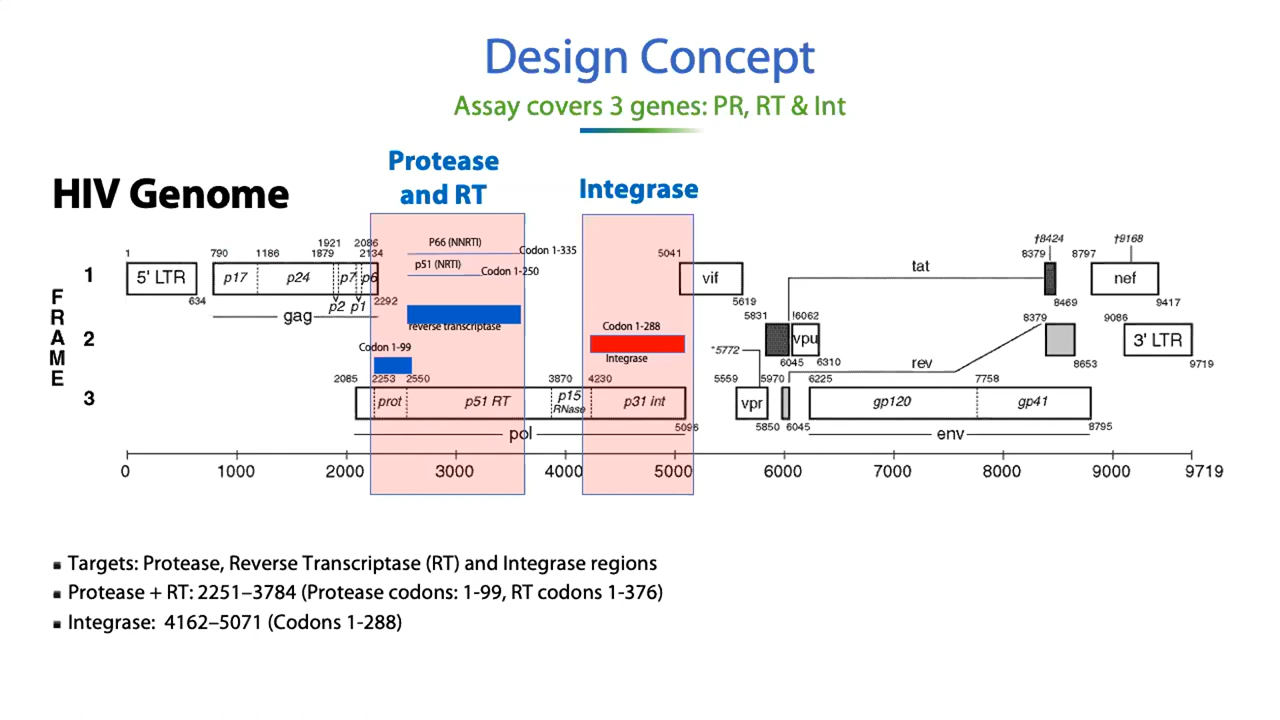 Design Concept
Assay covers 3 genes: PR, RT & Int
Protease
and RT
Integrase
HIV Genome
FRAME
1
2
3
1
5' LTR
634
790
1186
1921
1879
2086
2134
p17
p24
p7
p6
p2
p1
2292
gag
P66 (NNRTI)
Codon 1-335
p51 (NRTI)
Codon 1-250
reverse transcriptase
Codon 1-99
Codon 1-288
Integrase
5041
vif
5619
tat
†8424
8379
8469
8797
†9168
nef
9417
5831
!6062
vpu
6045
6310
*5772
rev
8379
8653
9086
3' LTR
9719
2085
2253
2550
3870
4230
prot
p51 RT
p15
RNase
p31 int
5096
pol
5559
5970
vpr
5850
6045
6225
7758
gp120
gp41
8795
env
0
1000
2000
3000
4000
5000
6000
7000
8000
9000
9719
▪ Targets: Protease, Reverse Transcriptase (RT) and Integrase regions
▪ Protease + RT: 2251–3784 (Protease codons: 1-99, RT codons 1-376)
▪ Integrase: 4162–5071 (Codons 1-288)